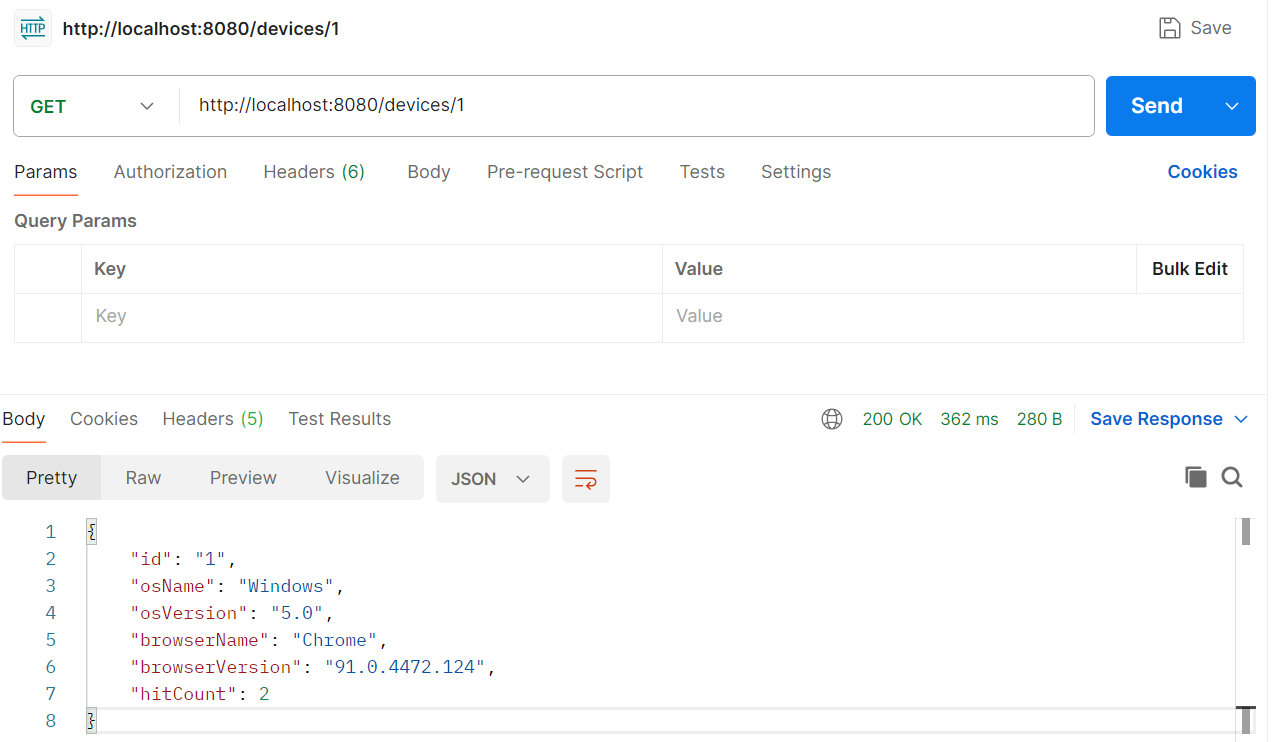 HTTP http://localhost:8080/devices/1 Save
GET http://localhost:8080/devices/1 Send
Params Authorization Headers (6) Body Pre-request Script Tests Settings Cookies
Query Params
Key Value Bulk Edit
Key Value
Body Cookies Headers (5) Test Results 200 OK 362 ms 280 B Save Response
Pretty Raw Preview Visualize JSON
1 {
2 "id": "1",
3 "osName": "Windows",
4 "osVersion": "5.0",
5 "browserName": "Chrome",
6 "browserVersion": "91.0.4472.124",
7 "hitCount": 2
8 }